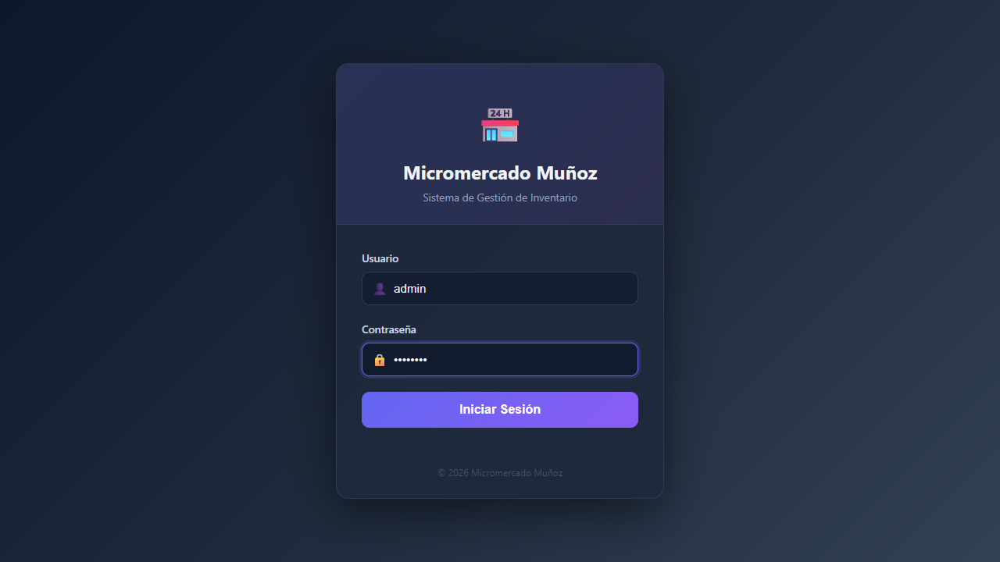 24 H
Micromercado Muñoz
Sistema de Gestión de Inventario
Usuario
admin
Contraseña
••••••••
Iniciar Sesión
© 2026 Micromercado Muñoz